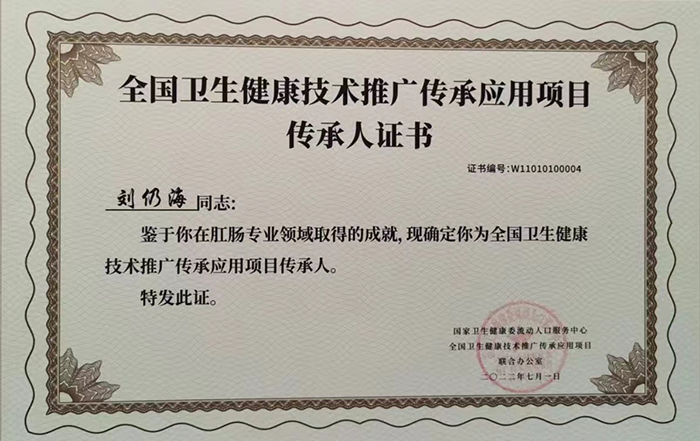 全国卫生健康技术推广传承应用项目
传承人证书
证书编号:W11010100004
刘仍海同志:
鉴于你在肛肠专业领域取得的成就,现确定你为全国卫生健康
技术推广传承应用项目传承人。
特发此证。
国家卫生健康委流动人口服务中心
全国卫生健康技术推广传承应用项目
联合办公室
二〇二二年七月一日